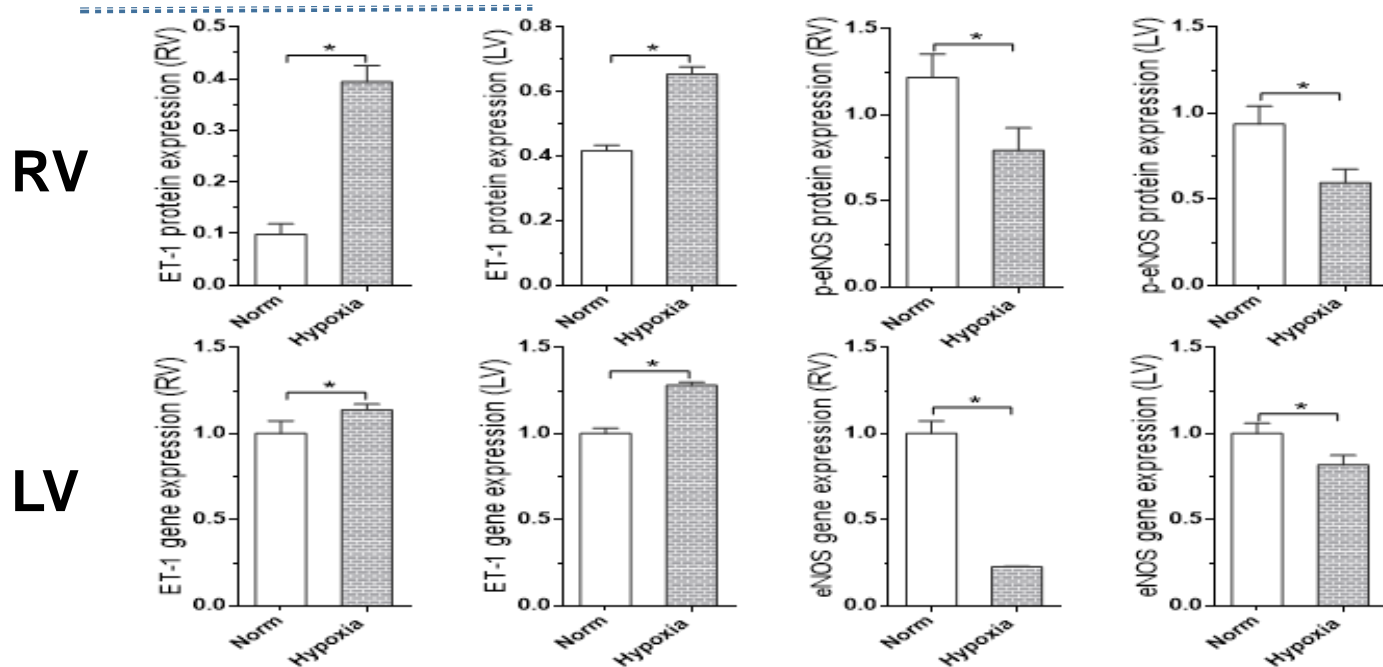 RV
ET-1 protein expression (RV)
0.5
0.4
0.3
0.2
0.1
0.0
*
Norm
Hypoxia
ET-1 protein expression (LV)
0.8
0.6
0.4
0.2
0.0
*
Norm
Hypoxia
p-eNOS protein expression (RV)
1.5
1.0
0.5
0.0
*
Norm
Hypoxia
p-eNOS protein expression (LV)
1.5
1.0
0.5
0.0
*
Norm
Hypoxia
LV
ET-1 gene expression (RV)
1.5
1.0
0.5
0.0
*
Norm
Hypoxia
ET-1 gene expression (LV)
1.5
1.0
0.5
0.0
*
Norm
Hypoxia
eNOS gene expression (RV)
1.5
1.0
0.5
0.0
*
Norm
Hypoxia
eNOS gene expression (LV)
1.5
1.0
0.5
0.0
*
Norm
Hypoxia